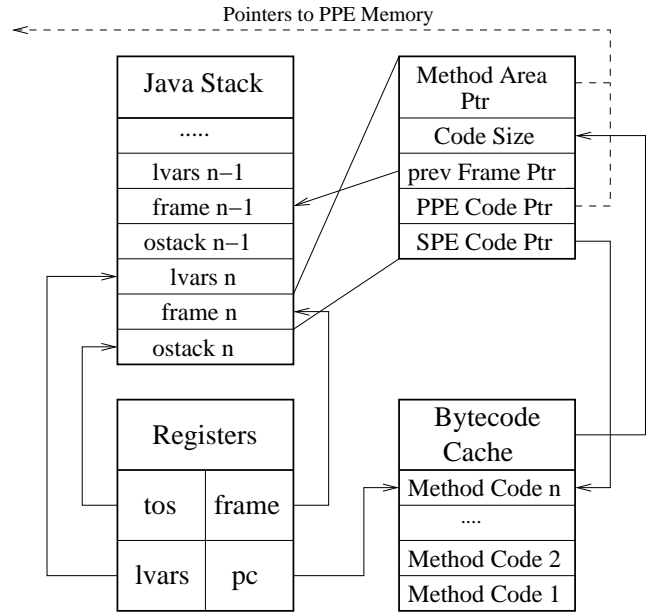 Pointers to PPE Memory
Java Stack
.....
lvars n−1
frame n−1
ostack n−1
lvars n
frame n
ostack n
Method Area
Ptr
Code Size
prev Frame Ptr
PPE Code Ptr
SPE Code Ptr
Registers
tos
frame
lvars
pc
Bytecode
Cache
Method Code n
....
Method Code 2
Method Code 1